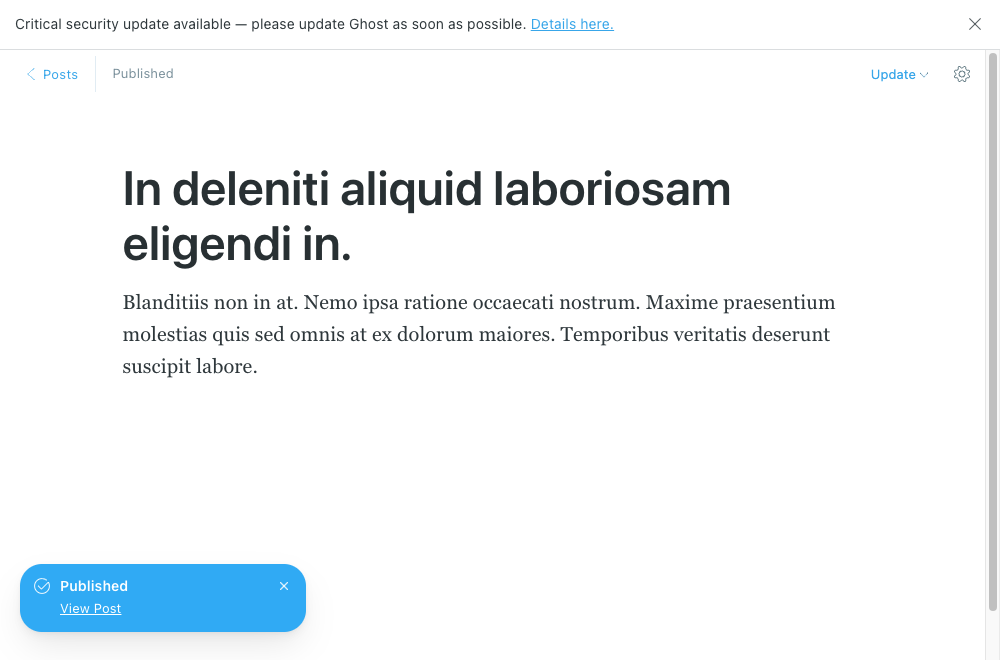 Critical security update available — please update Ghost as soon as possible. Details here.
Posts
Published
Update
In deleniti aliquid laboriosam
eligendi in.
Blanditiis non in at. Nemo ipsa ratione occaecati nostrum. Maxime praesentium
molestias quis sed omnis at ex dolorum maiores. Temporibus veritatis deserunt
suscipit labore.
Published
View Post